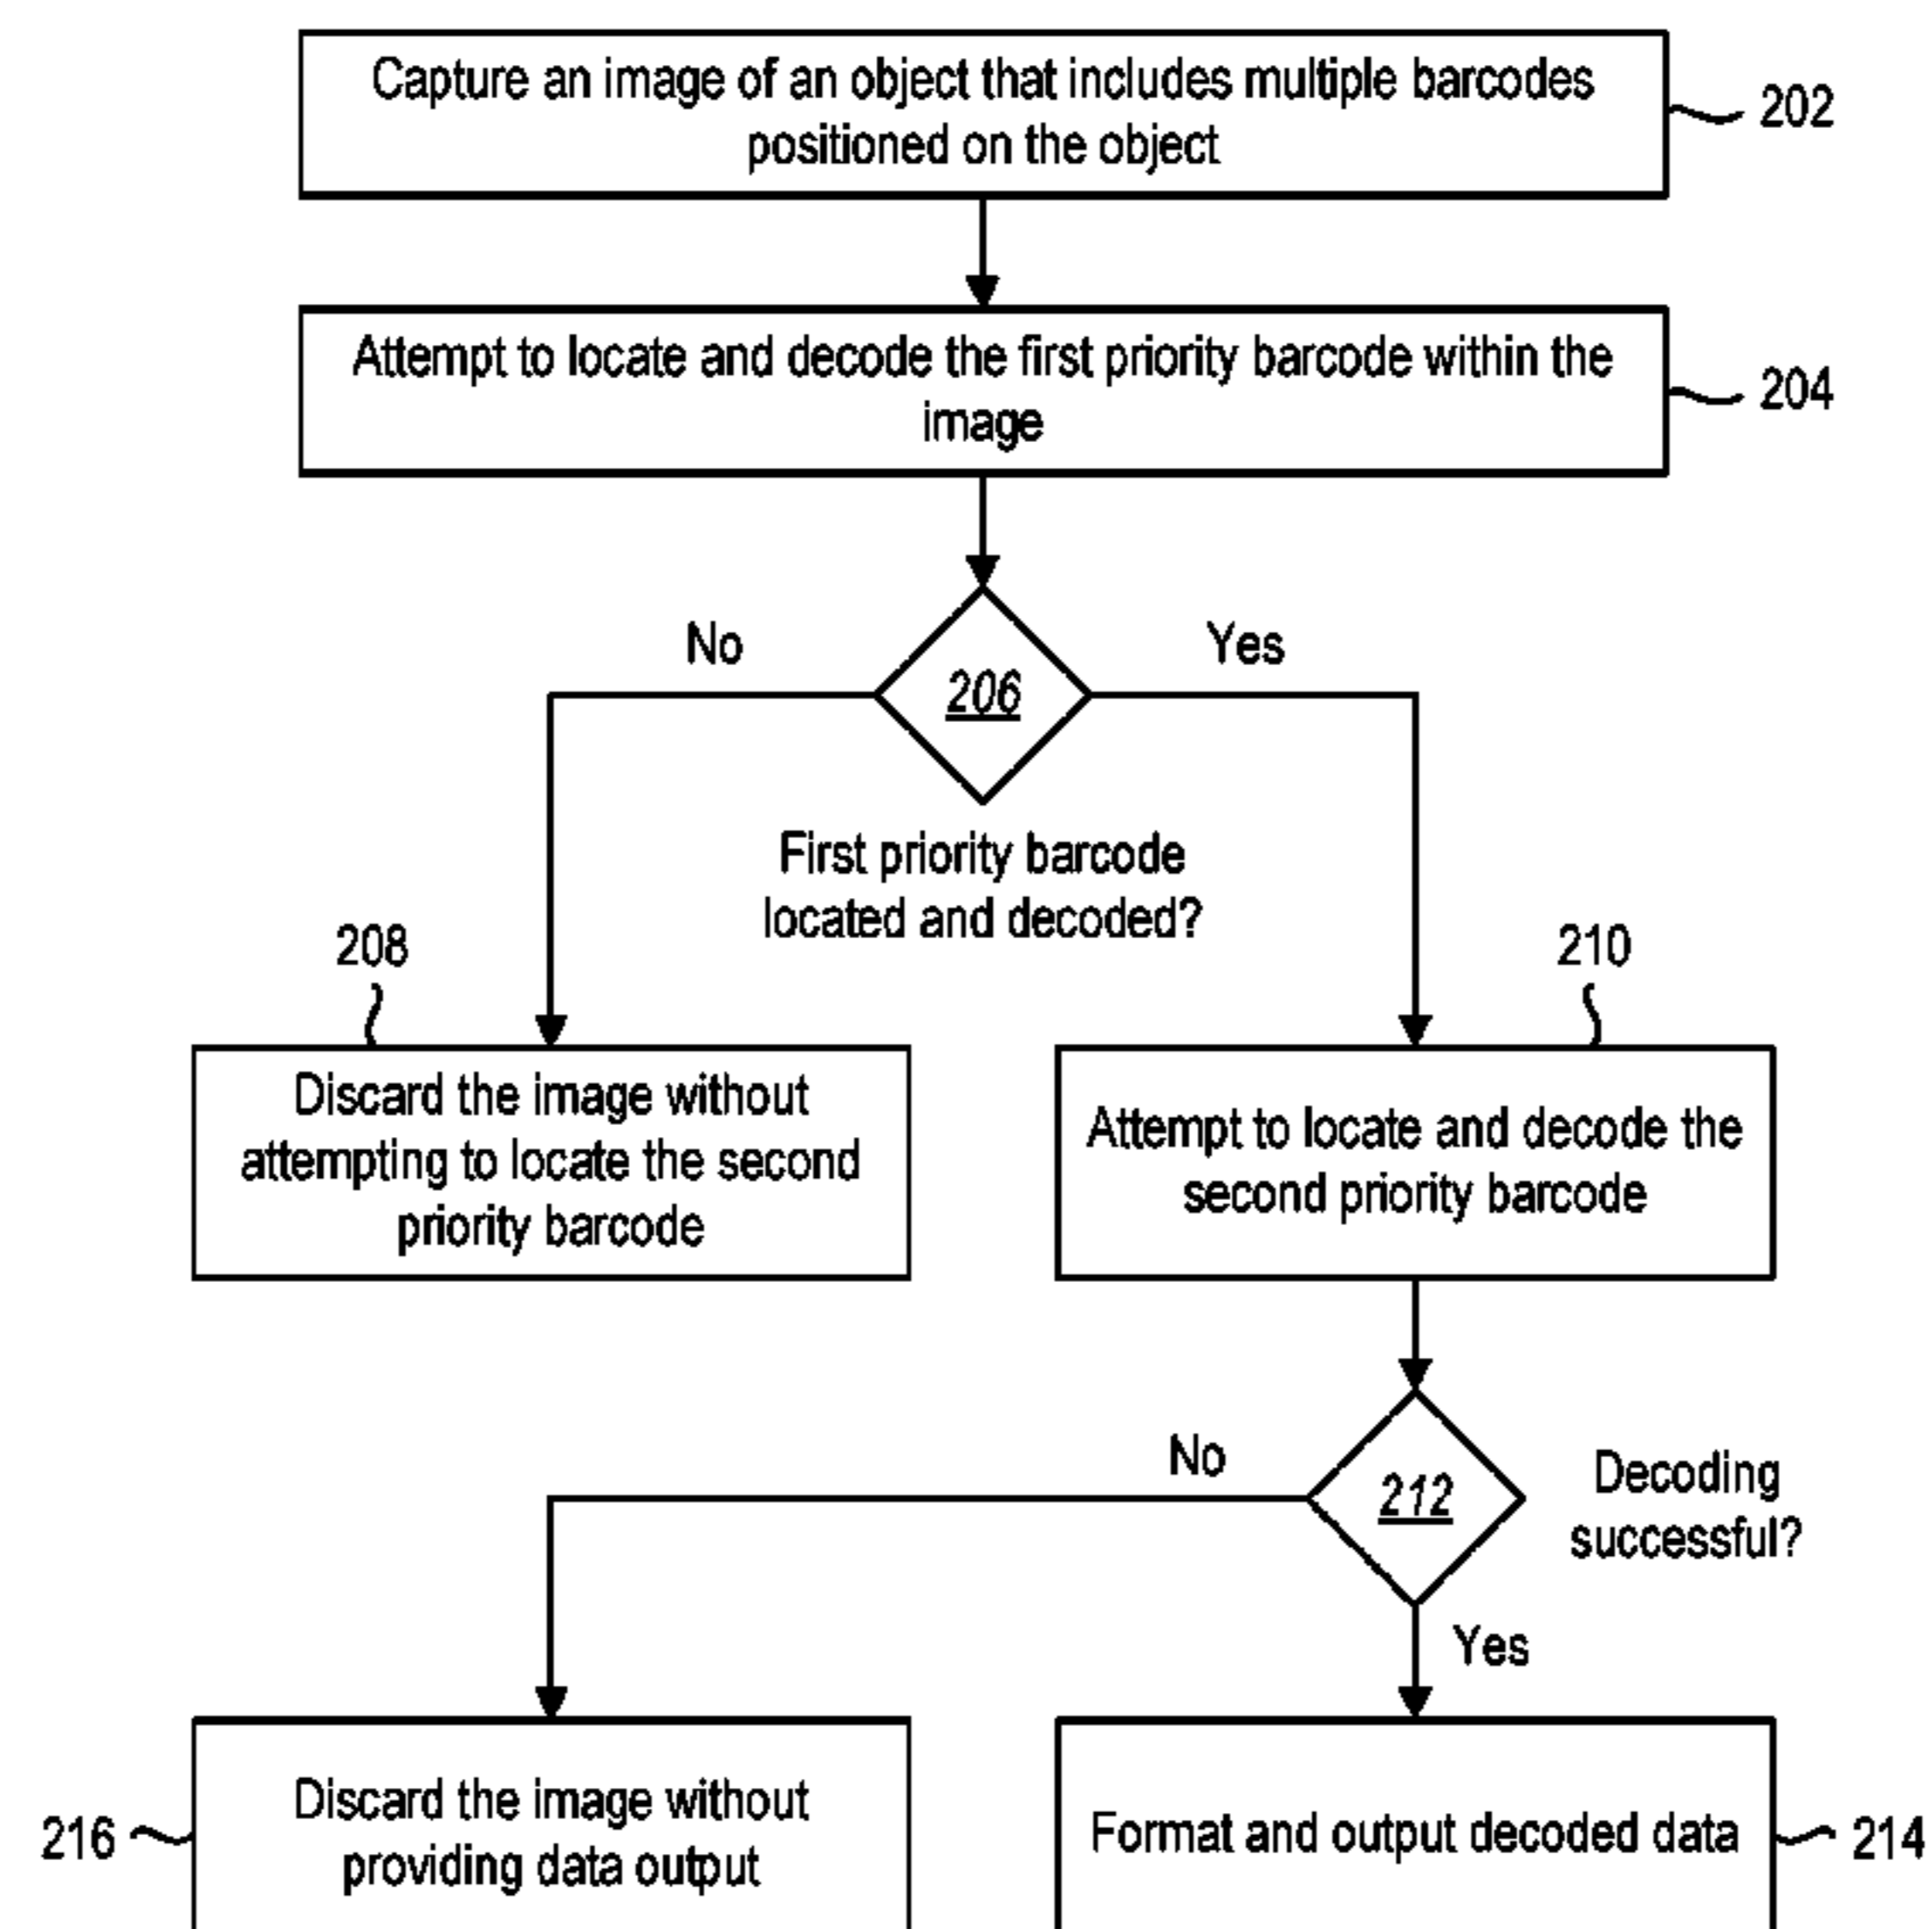 Capture an image of an object that includes multiple barcodes
positioned on the object
202
Attempt to locate and decode the first priority barcode within the
image
204
No
Yes
206
First priority barcode
located and decoded?
208
210
Discard the image without
attempting to locate the second
priority barcode
Attempt to locate and decode the
second priority barcode
No
212
Decoding
successful?
Yes
216
Discard the image without
providing data output
Format and output decoded data
214